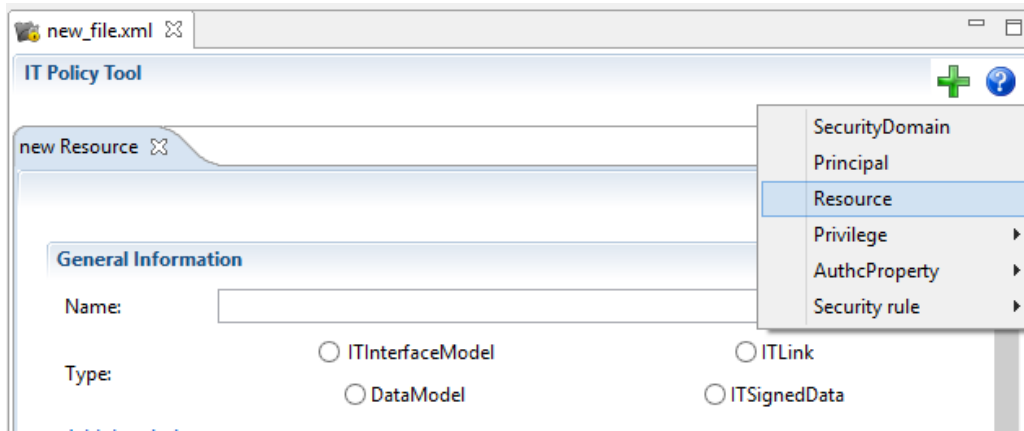 new_file.xml
IT Policy Tool
SecurityDomain
new Resource
Principal
Resource
Privilege
General Information
AuthcProperty
Name:
Security rule
ITInterfaceModel
ITLink
Type:
DataModel
ITSignedData